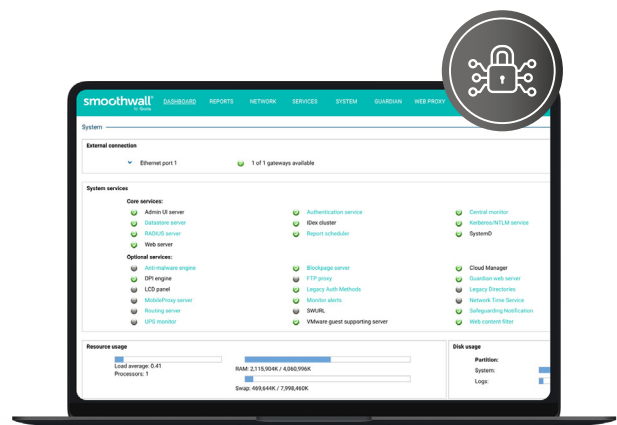 smoothwall®
by Qoria
DASHBOARD REPORTS NETWORK SERVICES SYSTEM GUARDIAN WEB PROXY
System
External connection
Ethernet port 1 1 of 1 gateways available
System services
Core services:
Admin UI server Authentication service Central monitor
Datastore server IDex cluster Kerberos/NTLM service
RADIUS server Report scheduler SystemD
Web server
Optional services:
Anti-malware engine Blockpage server Cloud Manager
DPI engine FTP proxy Guardian web server
LCD panel Legacy Auth Methods Legacy Directories
MobileProxy server Monitor alerts Network Time Service
Routing server SWURL Safeguarding Notification
UPS monitor VMware guest supporting server Web content filter
Resource usage Disk usage
Load average: 0.41
Processors: 1
RAM: 2,115,904K / 4,060,996K
Swap: 469,644K / 7,998,460K
Partition:
System:
Logs: